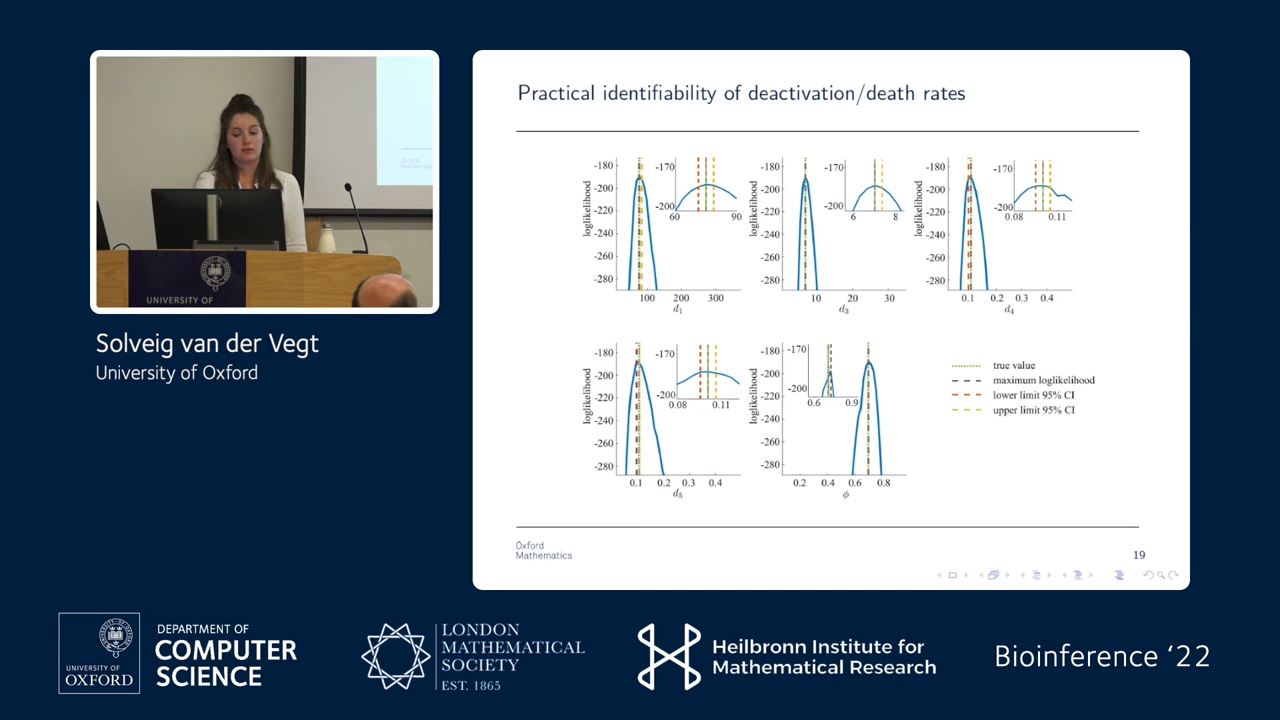 Practical identifiability of deactivation/death rates
loglikelihood
-180
-200
-220
-240
-260
-280
100
200
300
d1
-170
-200
60
90
loglikelihood
-180
-200
-220
-240
-260
-280
10
20
30
d3
-170
-200
6
8
loglikelihood
-180
-200
-220
-240
-260
-280
0.1
0.2
0.3
0.4
d4
-170
-200
0.08
0.11
loglikelihood
-180
-200
-220
-240
-260
-280
0.1
0.2
0.3
0.4
d5
-170
-200
0.08
0.11
loglikelihood
-180
-200
-220
-240
-260
-280
0.2
0.4
0.6
0.8
ϕ
-170
-200
0.6
0.9
true value
maximum loglikelihood
lower limit 95% CI
upper limit 95% CI
Oxford
Mathematics
19
UNIVERSITY OF
Solveig van der Vegt
University of Oxford
UNIVERSITY OF
OXFORD
DEPARTMENT OF
COMPUTER
SCIENCE
LONDON
MATHEMATICAL
SOCIETY
EST. 1865
Heilbronn Institute for
Mathematical Research
Bioinference ‘22